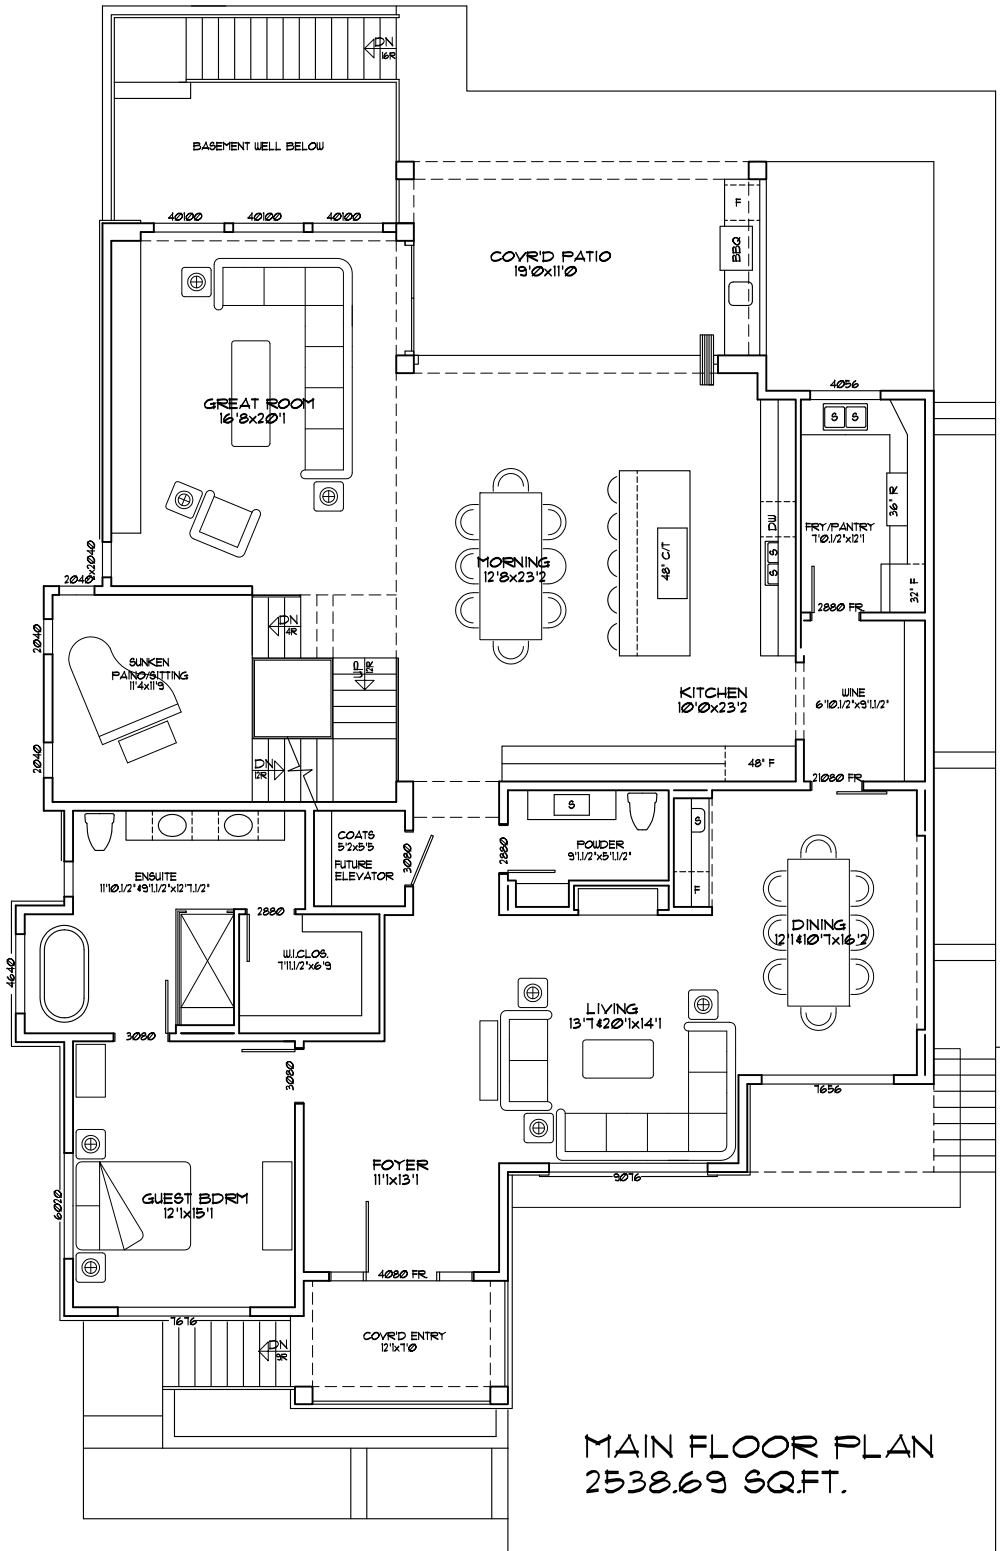 DN
16R
BASEMENT WELL BELOW
40100
40100
40100
F
BBQ
COVR'D PATIO
19'0x11'0
4056
GREAT ROOM
16'8x20'1
S S
36" R
DW
FRY/PANTRY
7'0.1/2"x12'1
S
S
48" C/T
MORNING
12'8x23'2
32" F
2x2040
2040
2880 FR.
DN
4R
2040
UP
12R
SUNKEN
PAINO/SITTING
11'4x11'9
KITCHEN
10'0x23'2
WINE
6'10.1/2"x9'1.1/2"
2040
DN
12R
48" F
21080 FR.
S
S
COATS
5'2x5'5
FUTURE
ELEVATOR
3080
2880
POWDER
9'1.1/2"x5'1.1/2"
ENSUITE
11'10.1/2"&9'1.1/2"x12'7.1/2"
F
2880
DINING
12'1&10'7x16'2
W.I.CLOS.
7'11.1/2"x6'9
4640
LIVING
13'7&20'1x14'1
3080
3080
7656
FOYER
11'1x13'1
9076
GUEST BDRM
12'1x15'1
6020
4080 FR.
7676
DN
COVR'D ENTRY
12'1x7'0
MAIN FLOOR PLAN
2538.69 SQ.FT.